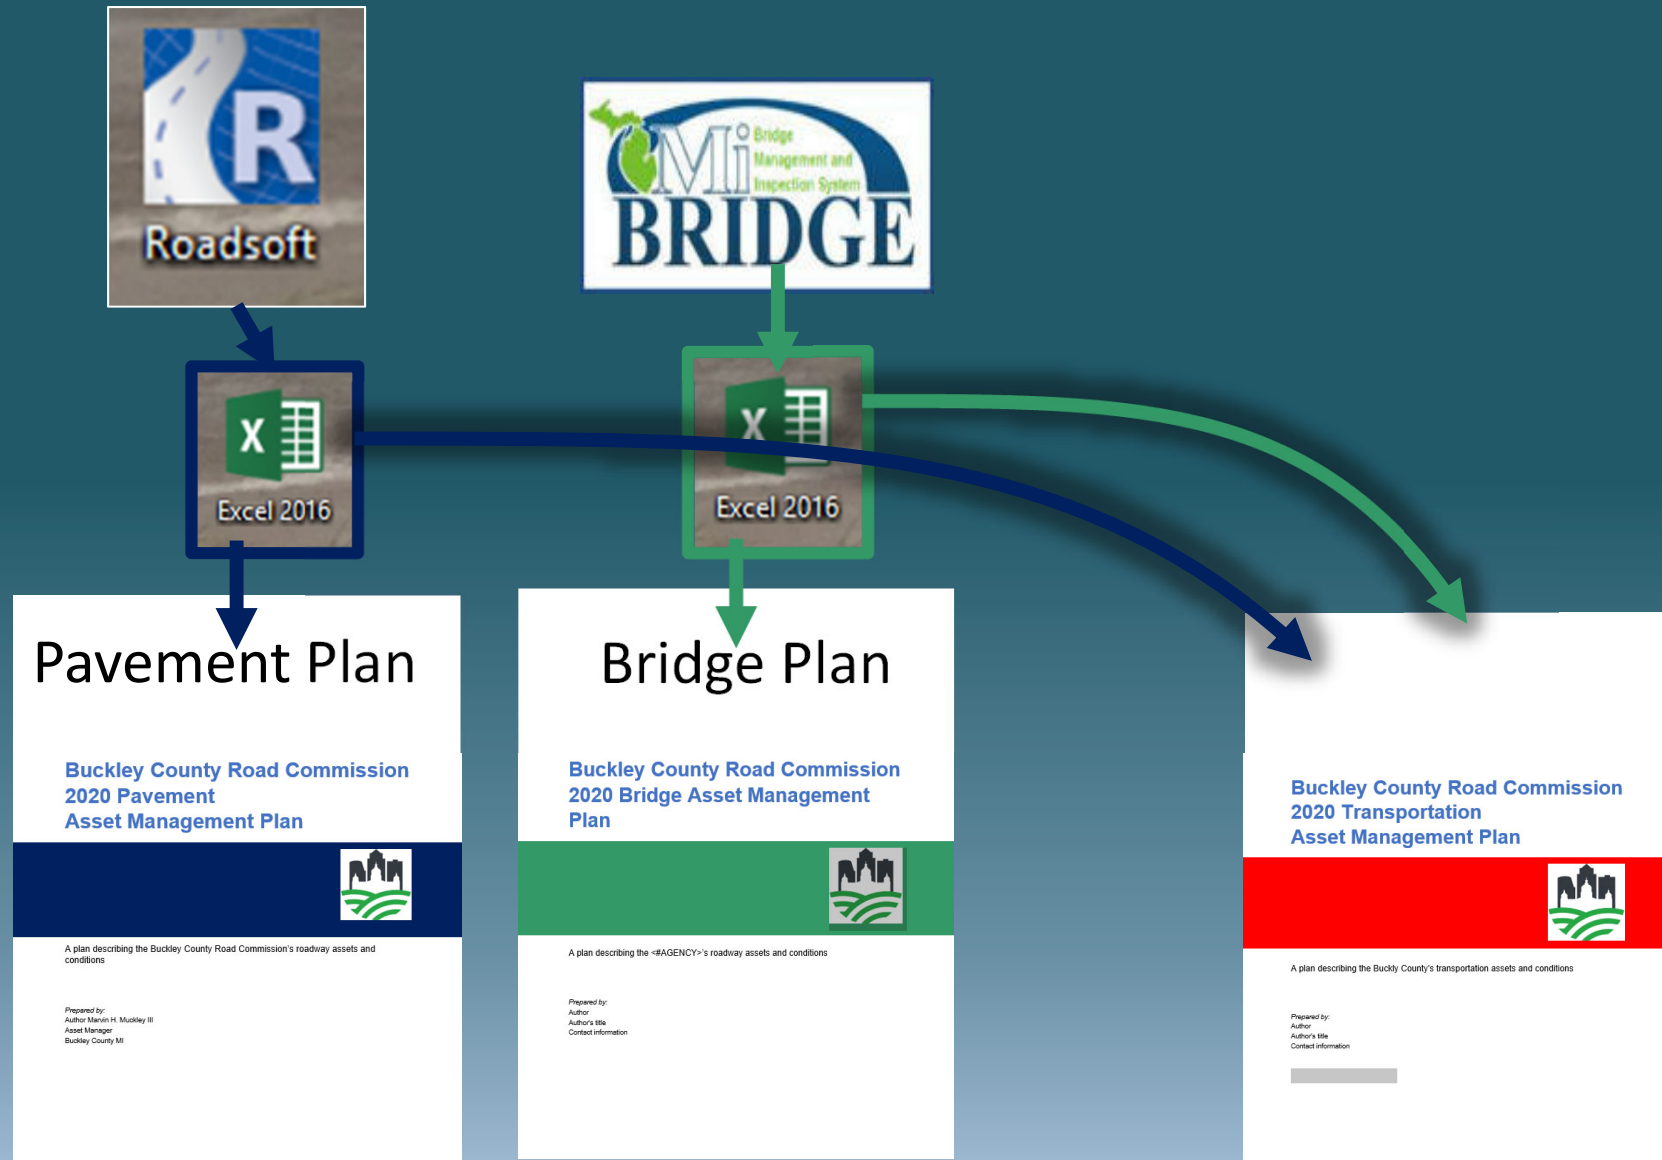 R
Roadsoft
Mi
Bridge
Management and
Inspection System
BRIDGE
X
Excel 2016
X
Excel 2016
Pavement Plan
Buckley County Road Commission
2020 Pavement
Asset Management Plan
A plan describing the Buckley County Road Commission's roadway assets and
conditions
Prepared by:
Author Marvin H. Muckley III
Asset Manager
Buckley County MI
Bridge Plan
Buckley County Road Commission
2020 Bridge Asset Management
Plan
A plan describing the <#AGENCY>'s roadway assets and conditions
Prepared by:
Author
Author's title
Contact information
Buckley County Road Commission
2020 Transportation
Asset Management Plan
A plan describing the Buckly County's transportation assets and conditions
Prepared by:
Author
Author's title
Contact information